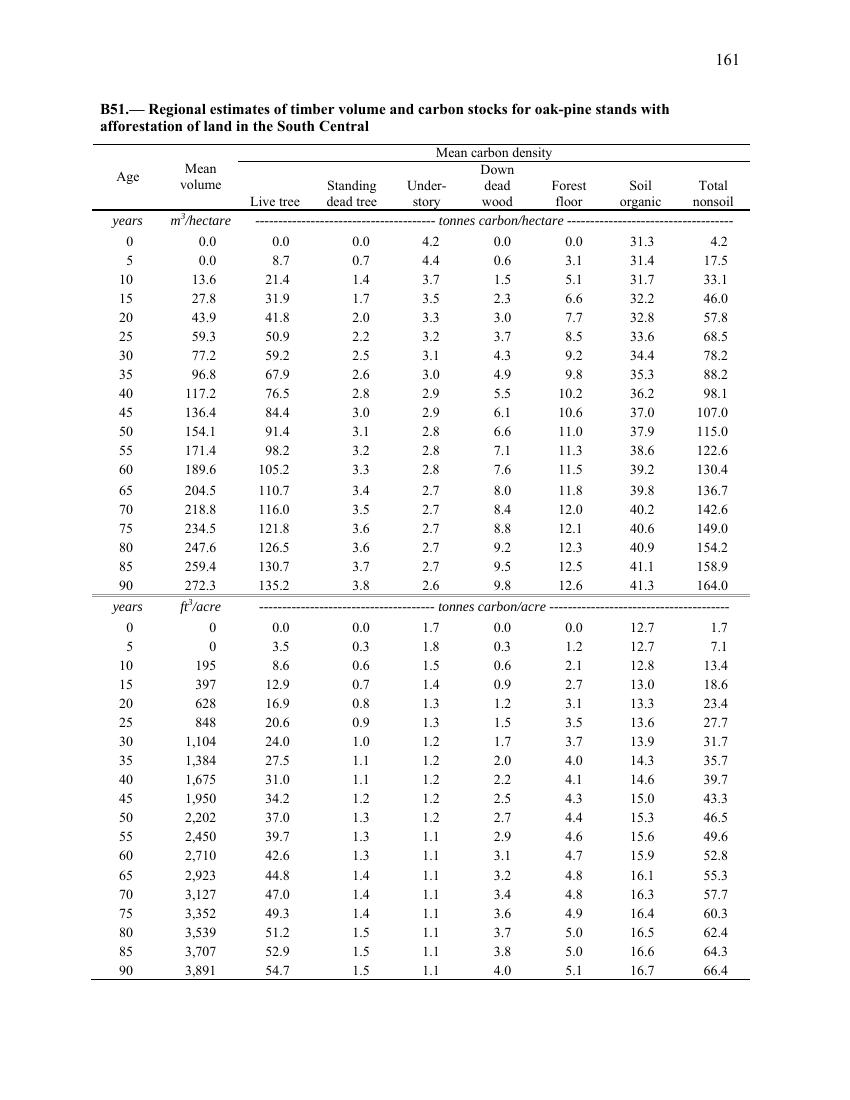 161
B51.— Regional estimates of timber volume and carbon stocks for oak-pine stands with
afforestation of land in the South Central
Age Mean volume Mean carbon density
Live tree Standing dead tree Under-story Down dead wood Forest floor Soil organic Total nonsoil
years m³/hectare --------------------------------------- tonnes carbon/hectare ------------------------------------
0 0.0 0.0 0.0 4.2 0.0 0.0 31.3 4.2
5 0.0 8.7 0.7 4.4 0.6 3.1 31.4 17.5
10 13.6 21.4 1.4 3.7 1.5 5.1 31.7 33.1
15 27.8 31.9 1.7 3.5 2.3 6.6 32.2 46.0
20 43.9 41.8 2.0 3.3 3.0 7.7 32.8 57.8
25 59.3 50.9 2.2 3.2 3.7 8.5 33.6 68.5
30 77.2 59.2 2.5 3.1 4.3 9.2 34.4 78.2
35 96.8 67.9 2.6 3.0 4.9 9.8 35.3 88.2
40 117.2 76.5 2.8 2.9 5.5 10.2 36.2 98.1
45 136.4 84.4 3.0 2.9 6.1 10.6 37.0 107.0
50 154.1 91.4 3.1 2.8 6.6 11.0 37.9 115.0
55 171.4 98.2 3.2 2.8 7.1 11.3 38.6 122.6
60 189.6 105.2 3.3 2.8 7.6 11.5 39.2 130.4
65 204.5 110.7 3.4 2.7 8.0 11.8 39.8 136.7
70 218.8 116.0 3.5 2.7 8.4 12.0 40.2 142.6
75 234.5 121.8 3.6 2.7 8.8 12.1 40.6 149.0
80 247.6 126.5 3.6 2.7 9.2 12.3 40.9 154.2
85 259.4 130.7 3.7 2.7 9.5 12.5 41.1 158.9
90 272.3 135.2 3.8 2.6 9.8 12.6 41.3 164.0
years ft³/acre -------------------------------------- tonnes carbon/acre ---------------------------------------
0 0 0.0 0.0 1.7 0.0 0.0 12.7 1.7
5 0 3.5 0.3 1.8 0.3 1.2 12.7 7.1
10 195 8.6 0.6 1.5 0.6 2.1 12.8 13.4
15 397 12.9 0.7 1.4 0.9 2.7 13.0 18.6
20 628 16.9 0.8 1.3 1.2 3.1 13.3 23.4
25 848 20.6 0.9 1.3 1.5 3.5 13.6 27.7
30 1,104 24.0 1.0 1.2 1.7 3.7 13.9 31.7
35 1,384 27.5 1.1 1.2 2.0 4.0 14.3 35.7
40 1,675 31.0 1.1 1.2 2.2 4.1 14.6 39.7
45 1,950 34.2 1.2 1.2 2.5 4.3 15.0 43.3
50 2,202 37.0 1.3 1.2 2.7 4.4 15.3 46.5
55 2,450 39.7 1.3 1.1 2.9 4.6 15.6 49.6
60 2,710 42.6 1.3 1.1 3.1 4.7 15.9 52.8
65 2,923 44.8 1.4 1.1 3.2 4.8 16.1 55.3
70 3,127 47.0 1.4 1.1 3.4 4.8 16.3 57.7
75 3,352 49.3 1.4 1.1 3.6 4.9 16.4 60.3
80 3,539 51.2 1.5 1.1 3.7 5.0 16.5 62.4
85 3,707 52.9 1.5 1.1 3.8 5.0 16.6 64.3
90 3,891 54.7 1.5 1.1 4.0 5.1 16.7 66.4